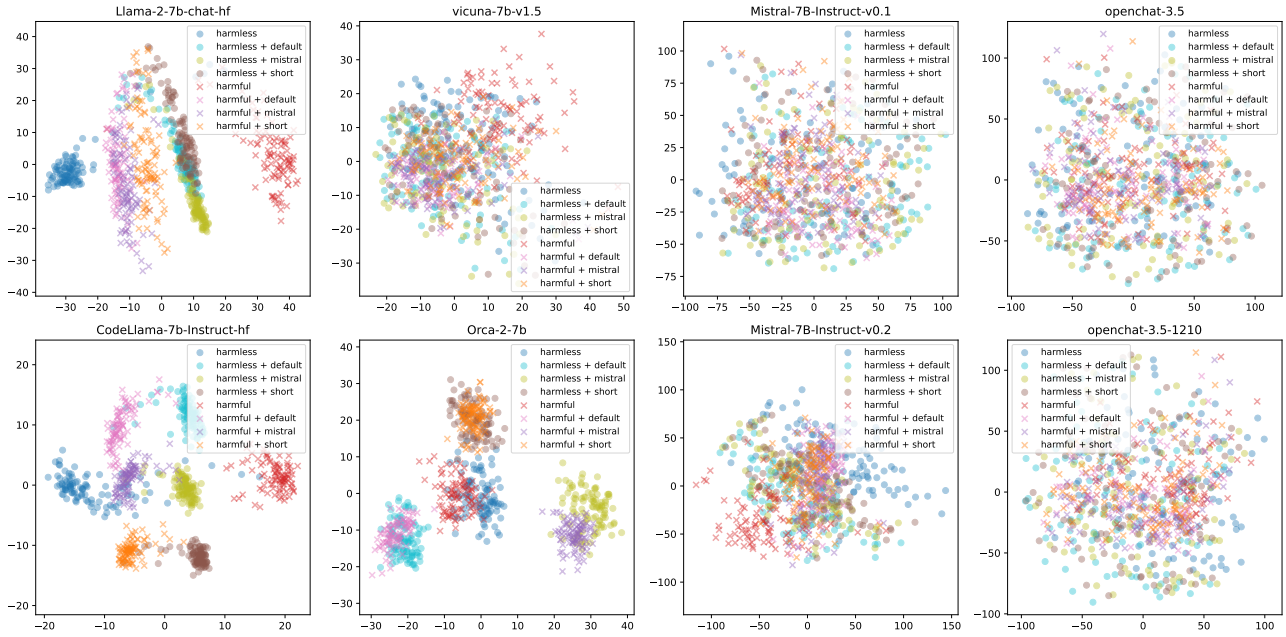 Llama-2-7b-chat-hf
40
30
20
10
0
−10
−20
−30
−40
−30 −20 −10 0 10 20 30 40
harmless
harmless + default
harmless + mistral
harmless + short
harmful
harmful + default
harmful + mistral
harmful + short
vicuna-7b-v1.5
40
30
20
10
0
−10
−20
−30
−20 −10 0 10 20 30 40 50
harmless
harmless + default
harmless + mistral
harmless + short
harmful
harmful + default
harmful + mistral
harmful + short
Mistral-7B-Instruct-v0.1
100
75
50
25
0
−25
−50
−75
−100 −75 −50 −25 0 25 50 75 100
harmless
harmless + default
harmless + mistral
harmless + short
harmful
harmful + default
harmful + mistral
harmful + short
openchat-3.5
100
50
0
−50
−100 −50 0 50 100
harmless
harmless + default
harmless + mistral
harmless + short
harmful
harmful + default
harmful + mistral
harmful + short
CodeLlama-7b-Instruct-hf
20
10
0
−10
−20
−20 −10 0 10 20
harmless
harmless + default
harmless + mistral
harmless + short
harmful
harmful + default
harmful + mistral
harmful + short
Orca-2-7b
40
30
20
10
0
−10
−20
−30
−30 −20 −10 0 10 20 30 40
harmless
harmless + default
harmless + mistral
harmless + short
harmful
harmful + default
harmful + mistral
harmful + short
Mistral-7B-Instruct-v0.2
150
100
50
0
−50
−100
−100 −50 0 50 100 150
harmless
harmless + default
harmless + mistral
harmless + short
harmful
harmful + default
harmful + mistral
harmful + short
openchat-3.5-1210
100
50
0
−50
−100
−100 −50 0 50 100
harmless
harmless + default
harmless + mistral
harmless + short
harmful
harmful + default
harmful + mistral
harmful + short